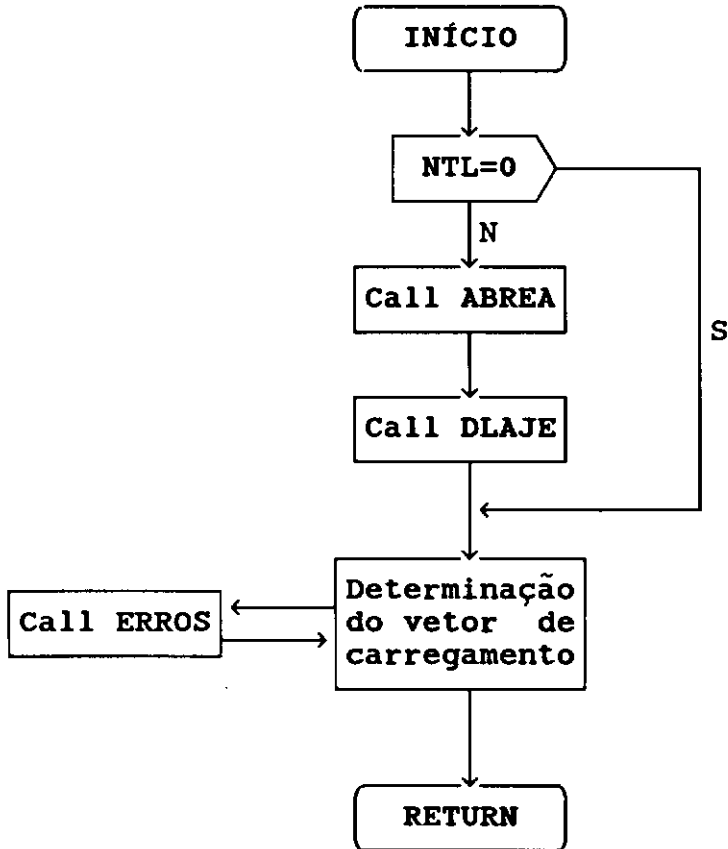 INÍCIO
NTL=0
N
Call ABREA
S
Call DLAJE
Determinação
do vetor de
carregamento
Call ERROS
RETURN